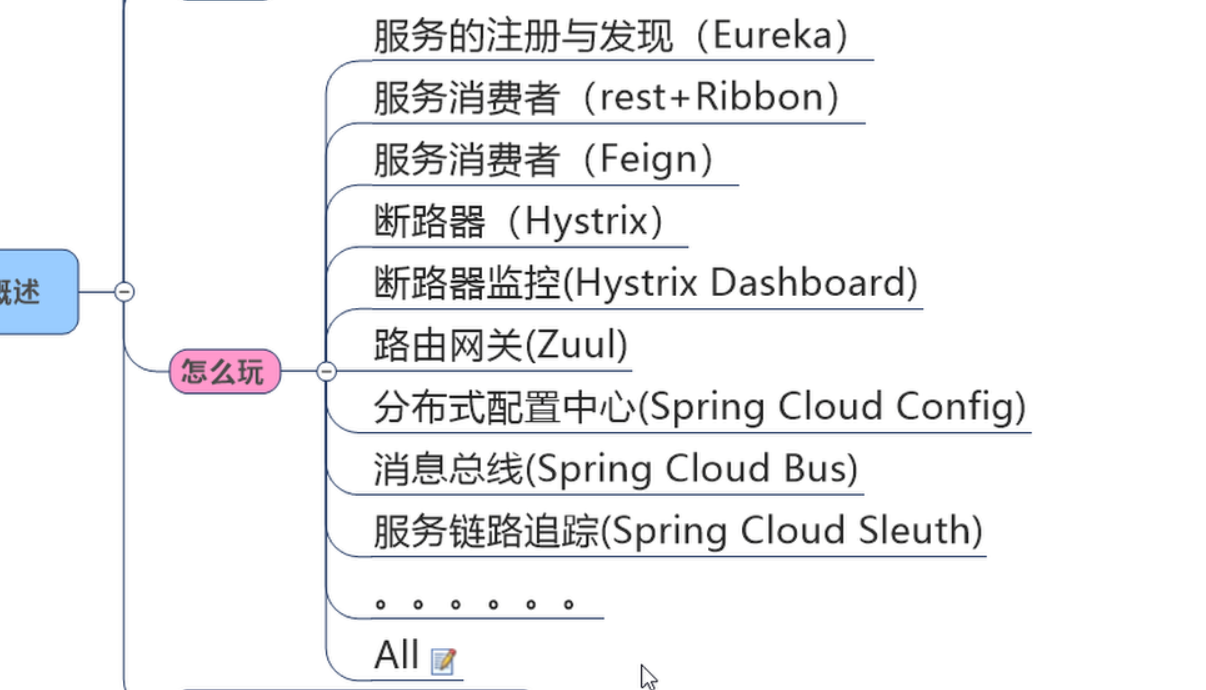 服务的注册与发现（Eureka）
服务消费者（rest+Ribbon）
服务消费者（Feign）
断路器（Hystrix）
断路器监控(Hystrix Dashboard)
概述
路由网关(Zuul)
怎么玩
分布式配置中心(Spring Cloud Config)
消息总线(Spring Cloud Bus)
服务链路追踪(Spring Cloud Sleuth)
。。。。。。
All